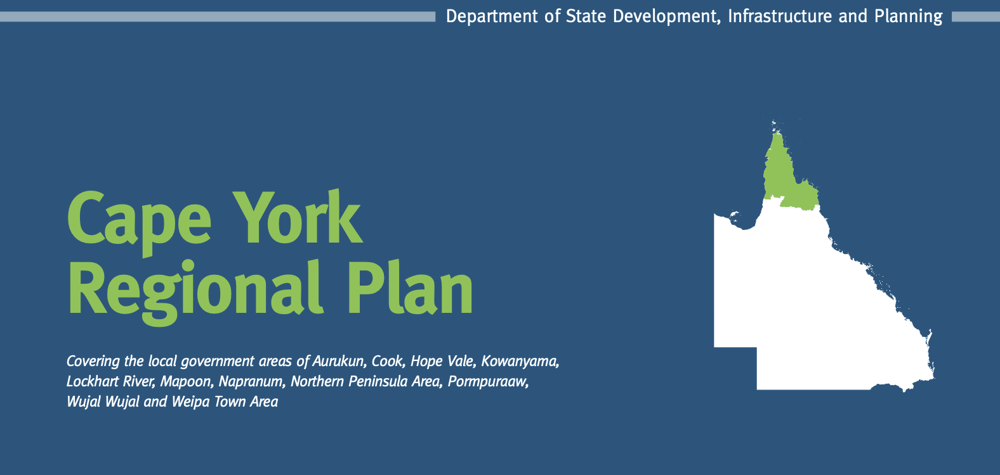 Department of State Development, Infrastructure and Planning
Cape York
Regional Plan
Covering the local government areas of Aurukun, Cook, Hope Vale, Kowanyama,
Lockhart River, Mapoon, Napranum, Northern Peninsula Area, Pormpuraaw,
Wujal Wujal and Weipa Town Area